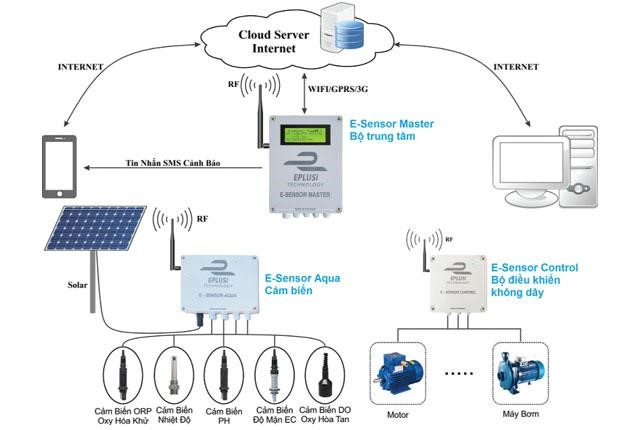 Cloud Server
Internet
INTERNET
INTERNET
RF
WIFI/GPRS/3G
E-Sensor Master
Bộ trung tâm
Tin Nhắn SMS Cảnh Báo
EPLUSI
TECHNOLOGY
E-SENSOR MASTER
RF
Solar
EPLUSI
TECHNOLOGY
E - SENSOR AQUA
E-Sensor Aqua
Cảm biến
RF
EPLUSI
TECHNOLOGY
E - SENSOR CONTROL
E-Sensor Control
Bộ điều khiển
không dây
Cảm Biến ORP
Oxy Hóa Khử
Cảm Biến
Nhiệt Độ
Cảm Biến
PH
Cảm Biến
Độ Mặn EC
Cảm Biến DO
Oxy Hòa Tan
Motor
Máy Bơm